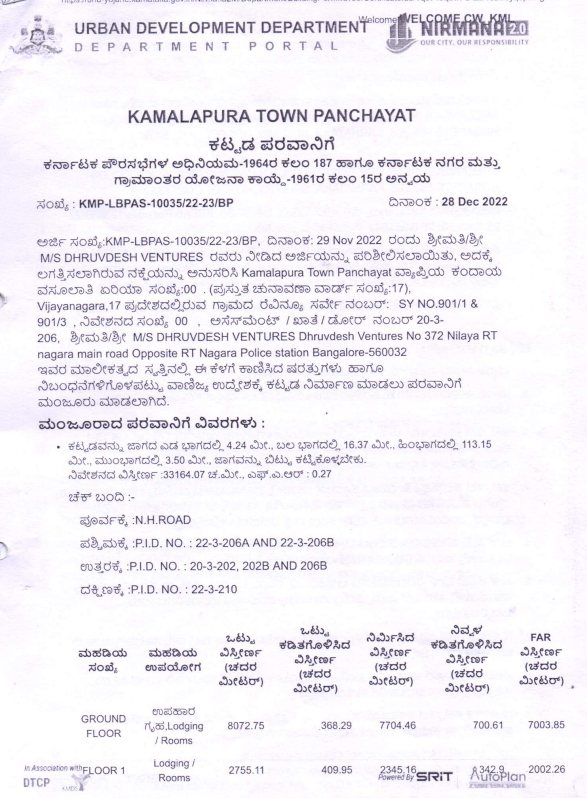 URBAN DEVELOPMENT DEPARTMENT
DEPARTMENT PORTAL
Welcome
WELCOME CW_KML
NIRMANA 2.0
OUR CITY, OUR RESPONSIBILITY
KAMALAPURA TOWN PANCHAYAT
ಕಟ್ಟಡ ಪರವಾನಿಗೆ
ಕರ್ನಾಟಕ ಪೌರಸಭೆಗಳ ಅಧಿನಿಯಮ-1964ರ ಕಲಂ 187 ಹಾಗೂ ಕರ್ನಾಟಕ ನಗರ ಮತ್ತು
ಗ್ರಾಮಾಂತರ ಯೋಜನಾ ಕಾಯ್ದೆ-1961ರ ಕಲಂ 15ರ ಅನ್ವಯ
ಸಂಖ್ಯೆ : KMP-LBPAS-10035/22-23/BP ದಿನಾಂಕ : 28 Dec 2022
ಅರ್ಜಿ ಸಂಖ್ಯೆ:KMP-LBPAS-10035/22-23/BP, ದಿನಾಂಕ: 29 Nov 2022 ರಂದು ಶ್ರೀಮತಿ/ಶ್ರೀ
M/S DHRUVDESH VENTURES ರವರು ನೀಡಿದ ಅರ್ಜಿಯನ್ನು ಪರಿಶೀಲಿಸಲಾಯಿತು, ಅದಕ್ಕೆ
ಲಗತ್ತಿಸಲಾಗಿರುವ ನಕ್ಷೆಯನ್ನು ಅನುಸರಿಸಿ Kamalapura Town Panchayat ವ್ಯಾಪ್ತಿಯ ಕಂದಾಯ
ವಸೂಲಾತಿ ಏರಿಯಾ ಸಂಖ್ಯೆ:00 . (ಪ್ರಸ್ತುತ ಚುನಾವಣಾ ವಾರ್ಡ್ ಸಂಖ್ಯೆ:17),
Vijayanagara,17 ಪ್ರದೇಶದಲ್ಲಿರುವ ಗ್ರಾಮದ ರೆವಿನ್ಯೂ ಸರ್ವೇ ನಂಬರ್: SY NO.901/1 &
901/3 , ನಿವೇಶನದ ಸಂಖ್ಯೆ 00 , ಅಸೆಸ್‌ಮೆಂಟ್ / ಖಾತೆ / ಡೋರ್ ನಂಬರ್ 20-3-
206, ಶ್ರೀಮತಿ/ಶ್ರೀ M/S DHRUVDESH VENTURES Dhruvdesh Ventures No 372 Nilaya RT
nagara main road Opposite RT Nagara Police station Bangalore-560032
ಇವರ ಮಾಲೀಕತ್ವದ ಸ್ವತ್ತಿನಲ್ಲಿ ಈ ಕೆಳಗೆ ಕಾಣಿಸಿದ ಷರತ್ತುಗಳು ಹಾಗೂ
ನಿಬಂಧನೆಗಳಿಗೊಳಪಟ್ಟು ವಾಣಿಜ್ಯ ಉದ್ದೇಶಕ್ಕೆ ಕಟ್ಟಡ ನಿರ್ಮಾಣ ಮಾಡಲು ಪರವಾನಿಗೆ
ಮಂಜೂರು ಮಾಡಲಾಗಿದೆ.
ಮಂಜೂರಾದ ಪರವಾನಿಗೆ ವಿವರಗಳು :
• ಕಟ್ಟಡವನ್ನು ಜಾಗದ ಎಡ ಭಾಗದಲ್ಲಿ 4.24 ಮೀ., ಬಲ ಭಾಗದಲ್ಲಿ 16.37 ಮೀ., ಹಿಂಭಾಗದಲ್ಲಿ 113.15
ಮೀ., ಮುಂಭಾಗದಲ್ಲಿ 3.50 ಮೀ., ಜಾಗವನ್ನು ಬಿಟ್ಟು ಕಟ್ಟಿಕೊಳ್ಳಬೇಕು.
ನಿವೇಶನದ ವಿಸ್ತೀರ್ಣ :33164.07 ಚ.ಮೀ., ಎಫ್.ಎ.ಆರ್ : 0.27
ಚೆಕ್ ಬಂದಿ :-
ಪೂರ್ವಕ್ಕೆ :N.H.ROAD
ಪಶ್ಚಿಮಕ್ಕೆ :P.I.D. NO. : 22-3-206A AND 22-3-206B
ಉತ್ತರಕ್ಕೆ :P.I.D. NO. : 20-3-202, 202B AND 206B
ದಕ್ಷಿಣಕ್ಕೆ :P.I.D. NO. : 22-3-210
ಮಹಡಿಯ ಸಂಖ್ಯೆ ಮಹಡಿಯ ಉಪಯೋಗ ಒಟ್ಟು ವಿಸ್ತೀರ್ಣ (ಚದರ ಮೀಟರ್) ಒಟ್ಟು ಕಡಿತಗೊಳಿಸಿದ ವಿಸ್ತೀರ್ಣ (ಚದರ ಮೀಟರ್) ನಿರ್ಮಿಸಿದ ವಿಸ್ತೀರ್ಣ (ಚದರ ಮೀಟರ್) ನಿವ್ವಳ ಕಡಿತಗೊಳಿಸಿದ ವಿಸ್ತೀರ್ಣ (ಚದರ ಮೀಟರ್) FAR ವಿಸ್ತೀರ್ಣ (ಚದರ ಮೀಟರ್)
GROUND FLOOR ಉಪಹಾರ ಗೃಹ,Lodging / Rooms 8072.75 368.29 7704.46 700.61 7003.85
FLOOR 1 Lodging / Rooms 2755.11 409.95 2345.16 342.9 2002.26
In Association with
DTCP
Powered By SRIT
AutoPlan